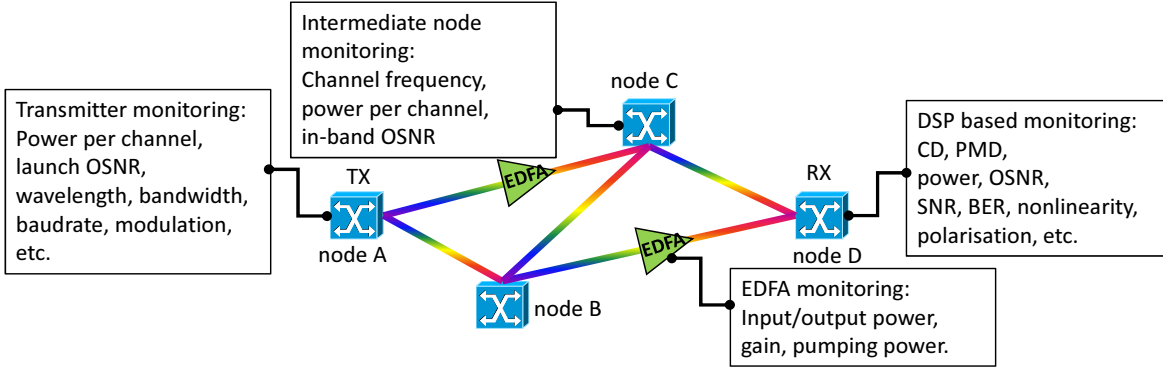 Intermediate node
monitoring:
Channel frequency,
power per channel,
in-band OSNR
node C
Transmitter monitoring:
Power per channel,
launch OSNR,
wavelength, bandwidth,
baudrate, modulation,
etc.
TX
node A
EDFA
DSP based monitoring:
CD, PMD,
power, OSNR,
SNR, BER, nonlinearity,
polarisation, etc.
RX
node D
EDFA
node B
EDFA monitoring:
Input/output power,
gain, pumping power.